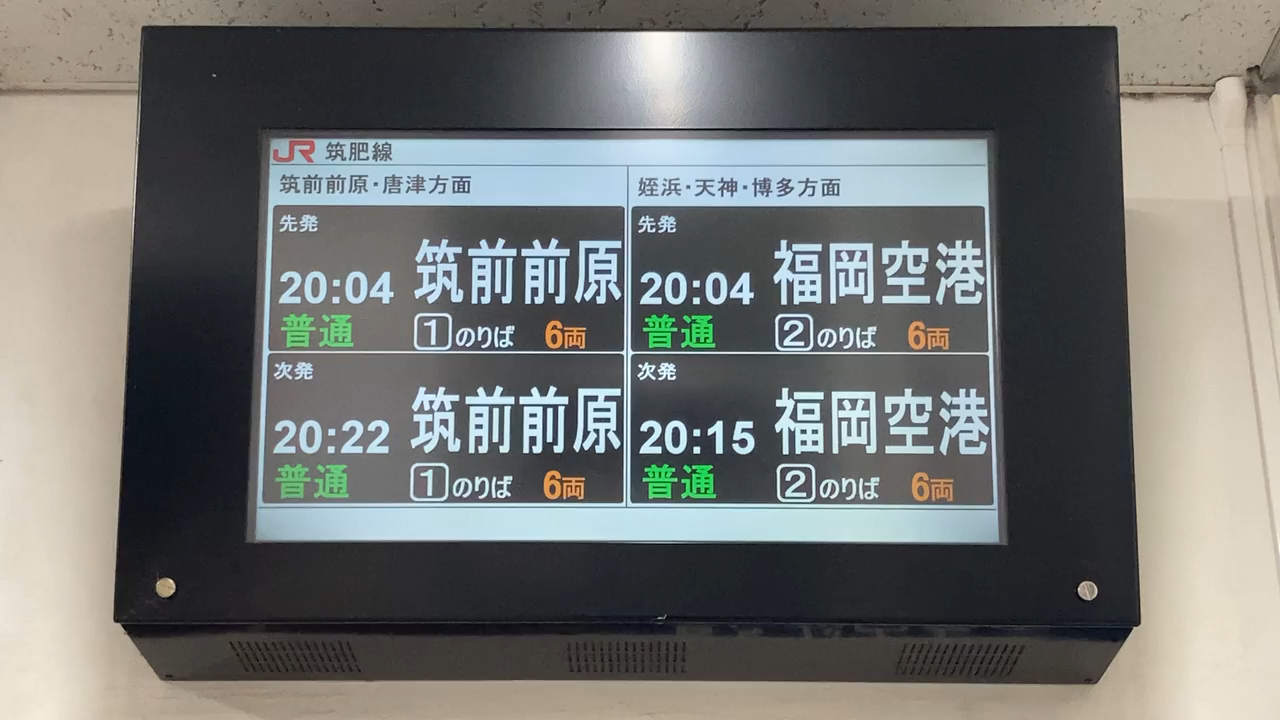 JR 筑肥線
筑前前原・唐津方面
先発
20:04 筑前前原
普通 1のりば 6両
次発
20:22 筑前前原
普通 1のりば 6両
姪浜・天神・博多方面
先発
20:04 福岡空港
普通 2のりば 6両
次発
20:15 福岡空港
普通 2のりば 6両